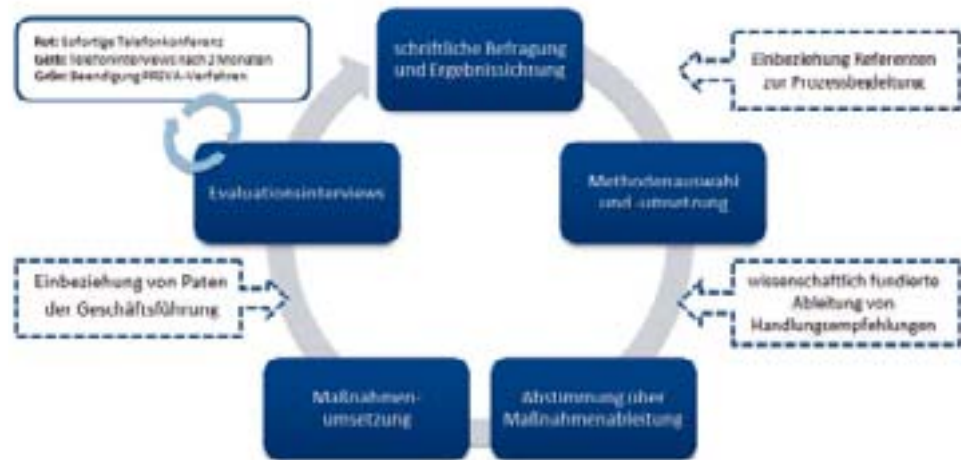 Rot: Sofortige Telefonkonferenz
Gelb: Telefoninterviews nach 2 Monaten
Grün: Beendigung PREVA-Verfahren
schriftliche Befragung
und Ergebnissichtung
Einbeziehung Referenten
zur Prozessbegleitung
Evaluationsinterviews
Methodenauswahl
und -umsetzung
Einbeziehung von Paten
der Geschäftsführung
wissenschaftlich fundierte
Ableitung von
Handlungsempfehlungen
Maßnahmen-
umsetzung
Abstimmung über
Maßnahmenableitung